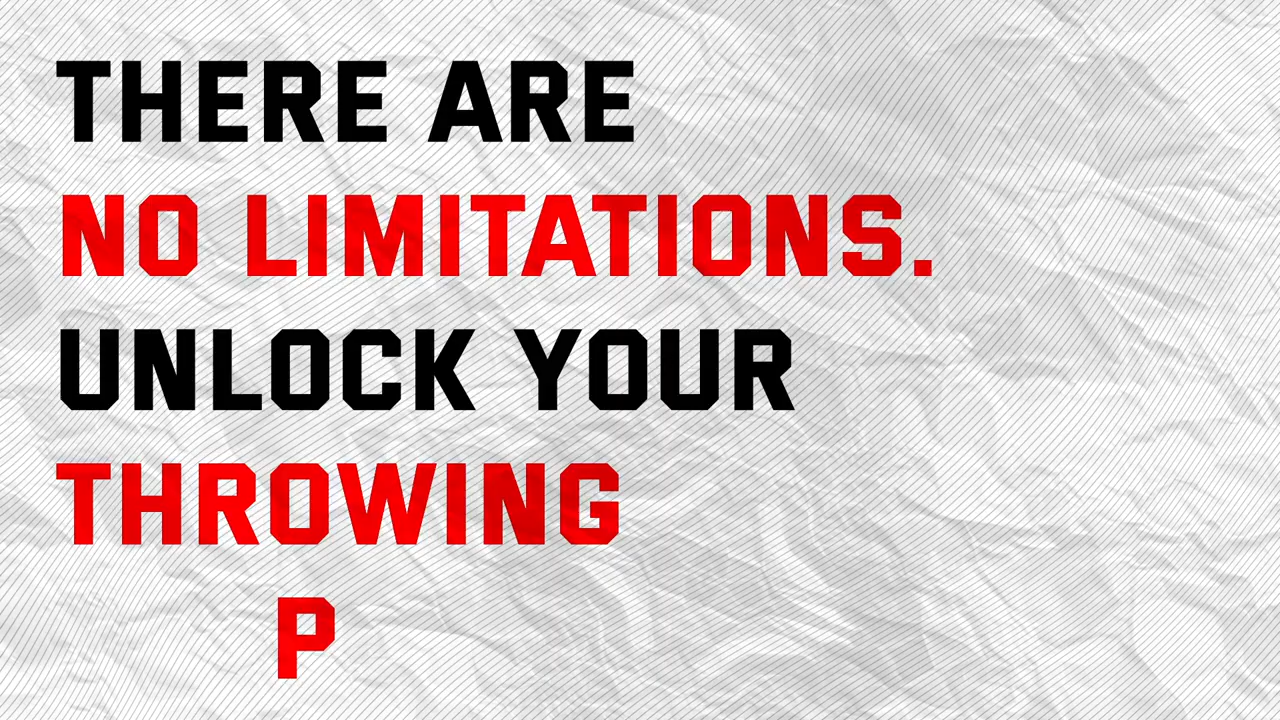 THERE ARE
NO LIMITATIONS.
UNLOCK YOUR
THROWING
P